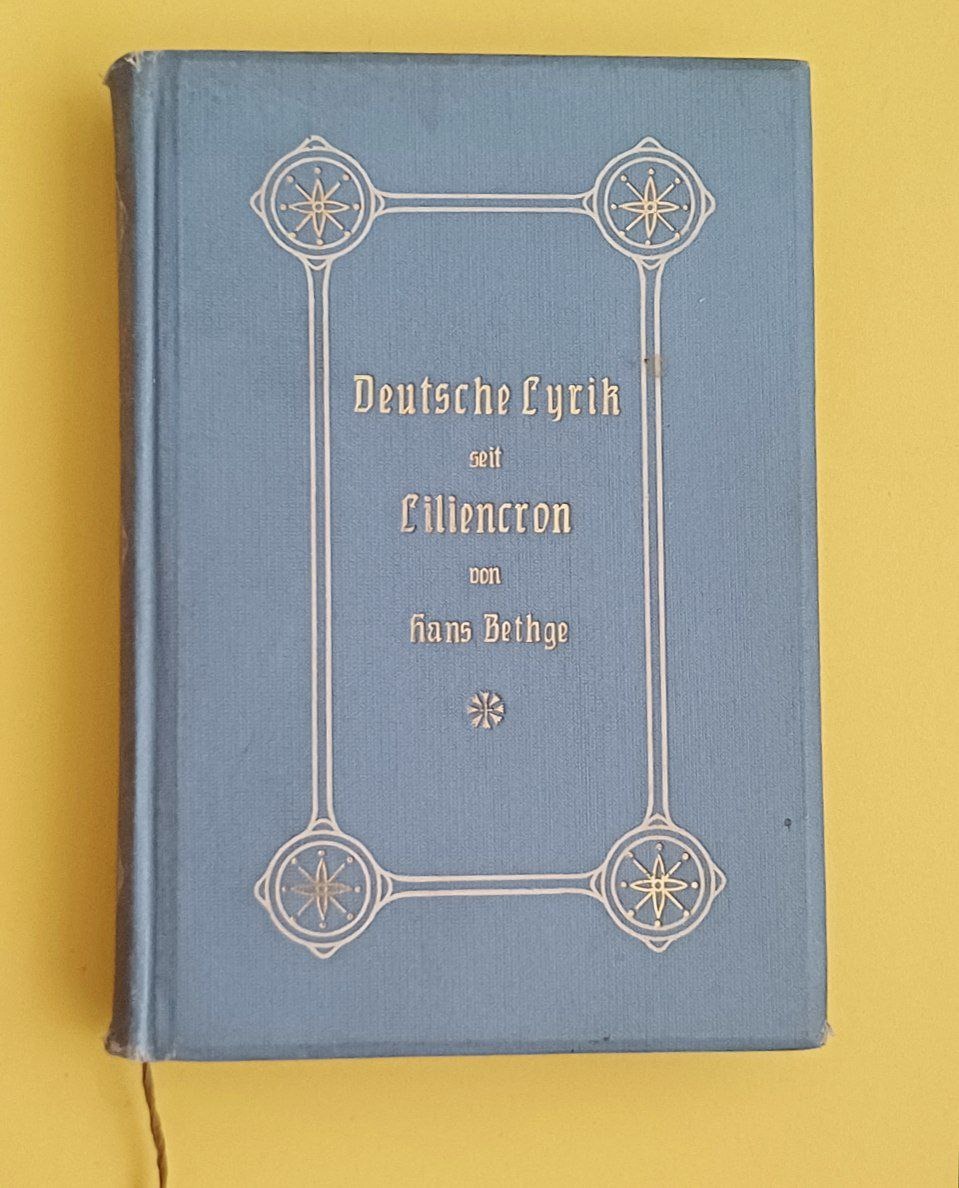 Deutsche Lyrik
seit
Liliencron
von
Hans Bethge